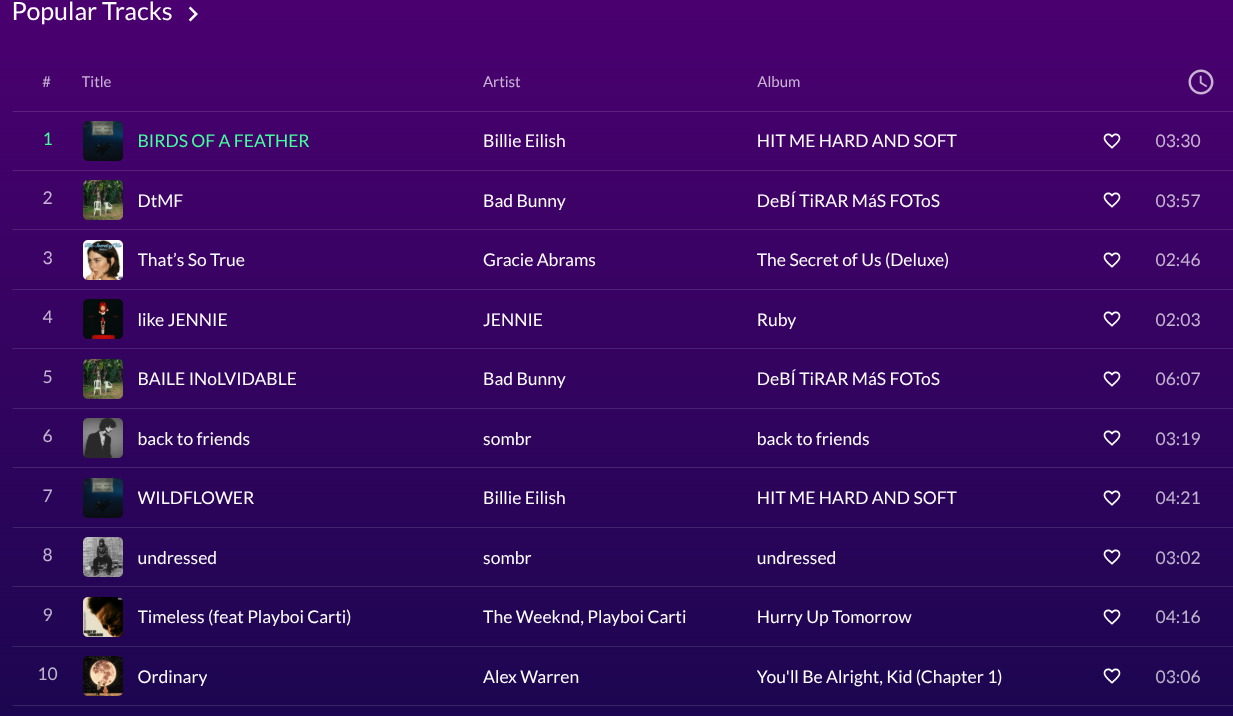 Popular Tracks
# Title Artist Album
1 BIRDS OF A FEATHER Billie Eilish HIT ME HARD AND SOFT 03:30
2 DtMF Bad Bunny DeBÍ TiRAR MáS FOToS 03:57
3 That’s So True Gracie Abrams The Secret of Us (Deluxe) 02:46
4 like JENNIE JENNIE Ruby 02:03
5 BAILE INoLVIDABLE Bad Bunny DeBÍ TiRAR MáS FOToS 06:07
6 back to friends sombr back to friends 03:19
7 WILDFLOWER Billie Eilish HIT ME HARD AND SOFT 04:21
8 undressed sombr undressed 03:02
9 Timeless (feat Playboi Carti) The Weeknd, Playboi Carti Hurry Up Tomorrow 04:16
10 Ordinary Alex Warren You'll Be Alright, Kid (Chapter 1) 03:06